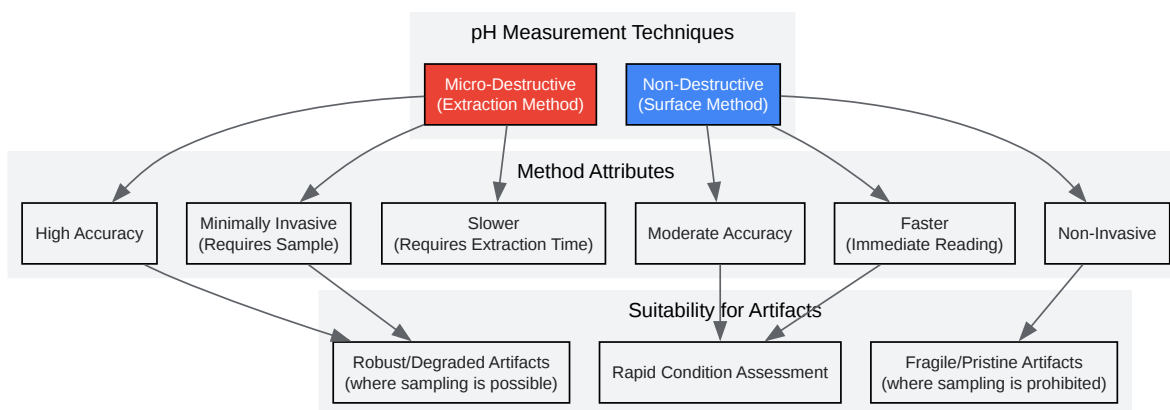 pH Measurement Techniques
Micro-Destructive
(Extraction Method)
Non-Destructive
(Surface Method)
Method Attributes
High Accuracy
Minimally Invasive
(Requires Sample)
Slower
(Requires Extraction Time)
Moderate Accuracy
Faster
(Immediate Reading)
Non-Invasive
Suitability for Artifacts
Robust/Degraded Artifacts
(where sampling is possible)
Rapid Condition Assessment
Fragile/Pristine Artifacts
(where sampling is prohibited)